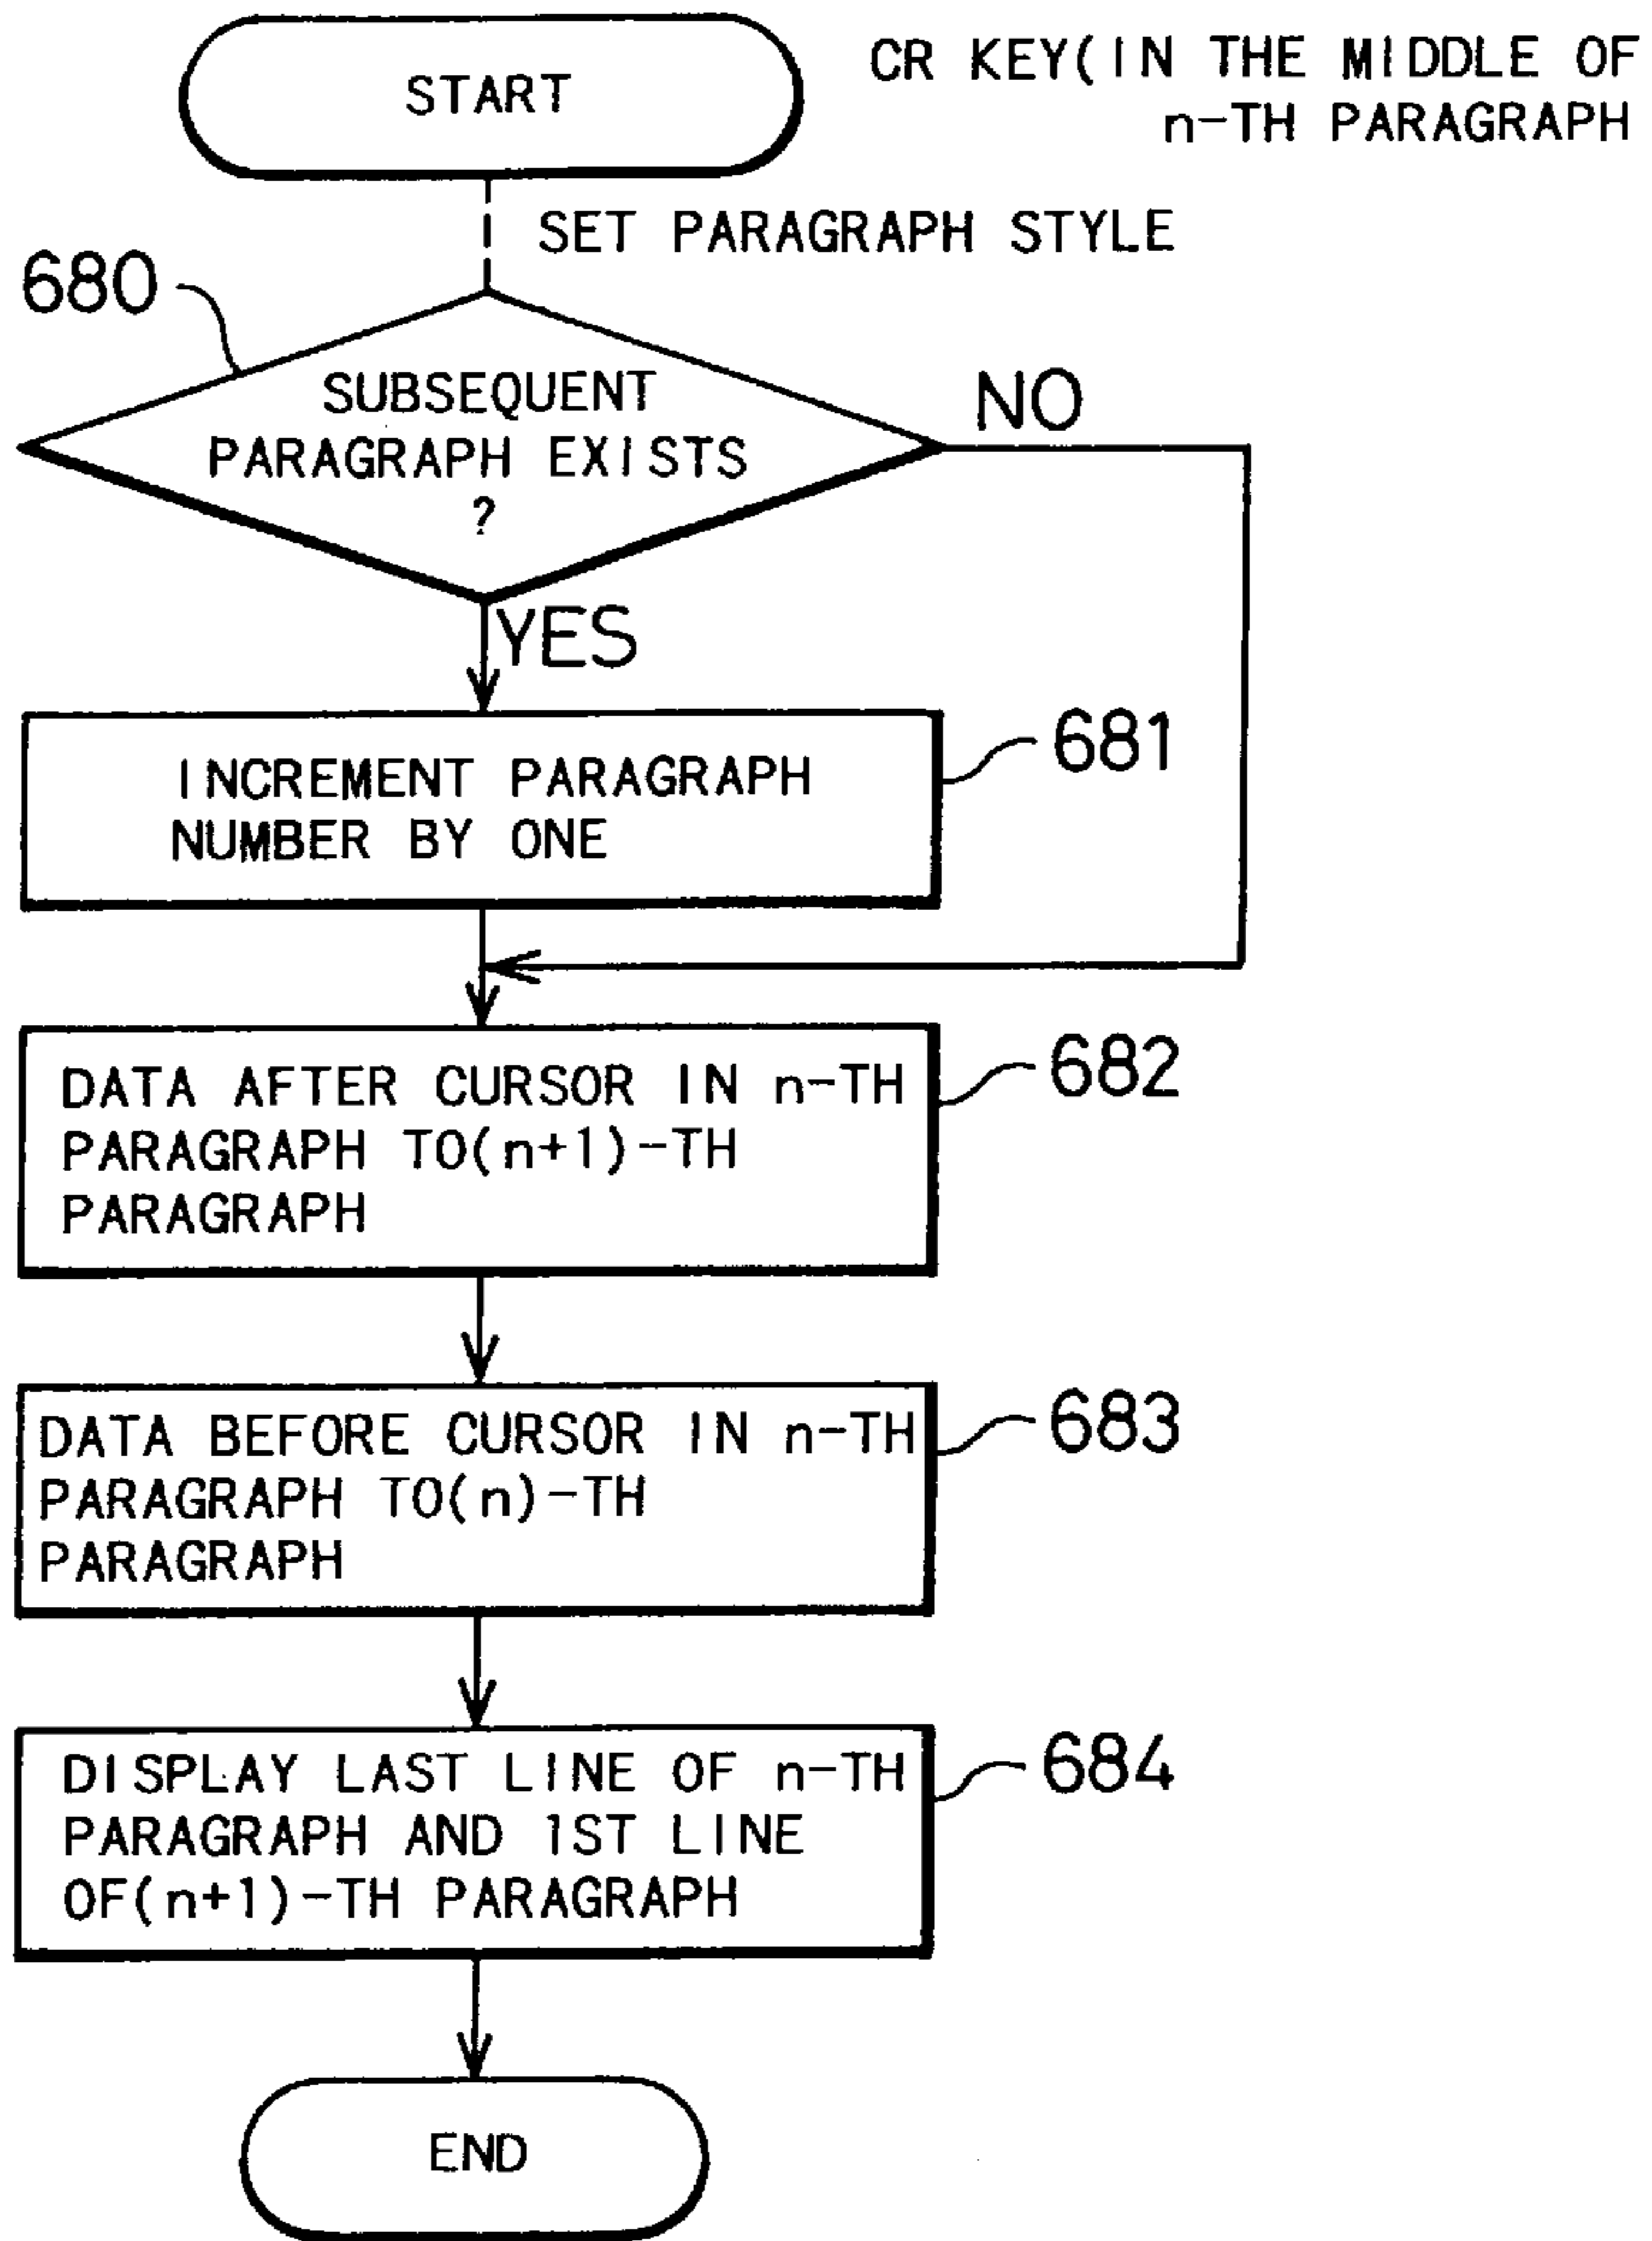 START
CR KEY(IN THE MIDDLE OF
n-TH PARAGRAPH
SET PARAGRAPH STYLE
680
SUBSEQUENT
PARAGRAPH EXISTS
?
NO
YES
INCREMENT PARAGRAPH
NUMBER BY ONE
681
DATA AFTER CURSOR IN n-TH
PARAGRAPH TO(n+1)-TH
PARAGRAPH
682
DATA BEFORE CURSOR IN n-TH
PARAGRAPH TO(n)-TH
PARAGRAPH
683
DISPLAY LAST LINE OF n-TH
PARAGRAPH AND 1ST LINE
OF(n+1)-TH PARAGRAPH
684
END